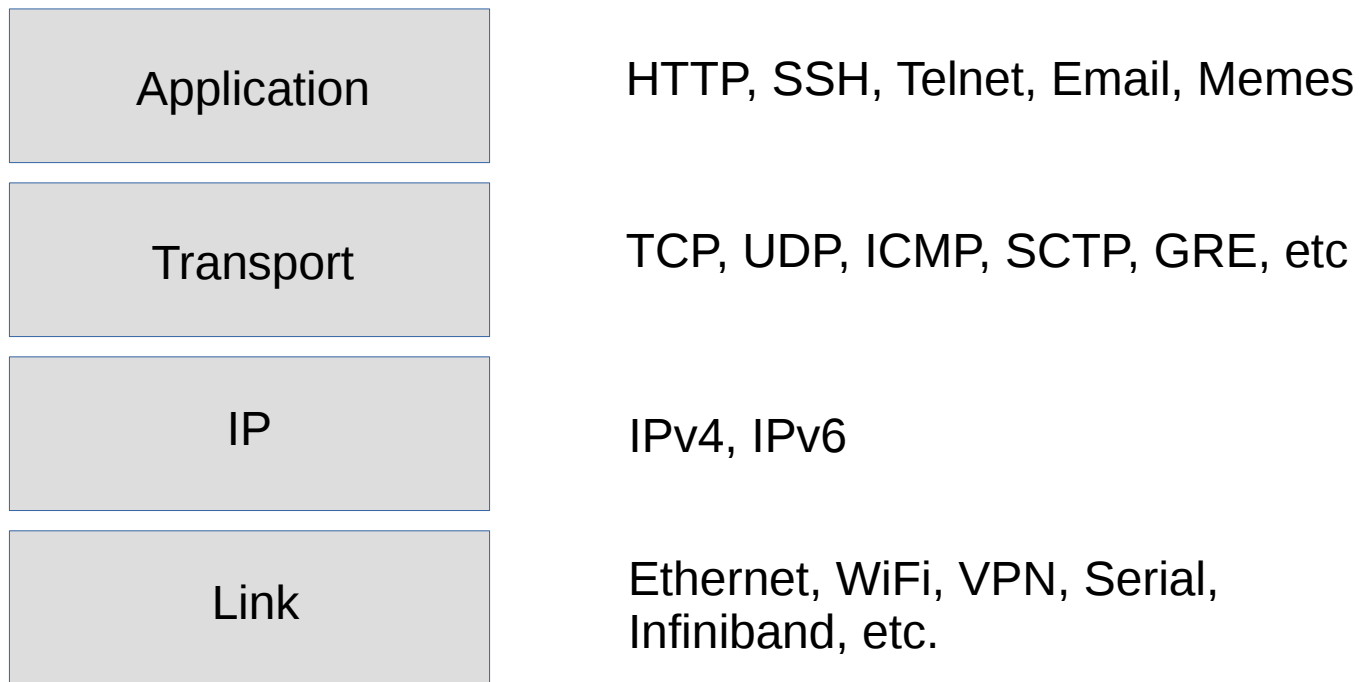 Application
HTTP, SSH, Telnet, Email, Memes
Transport
TCP, UDP, ICMP, SCTP, GRE, etc
IP
IPv4, IPv6
Link
Ethernet, WiFi, VPN, Serial,
Infiniband, etc.